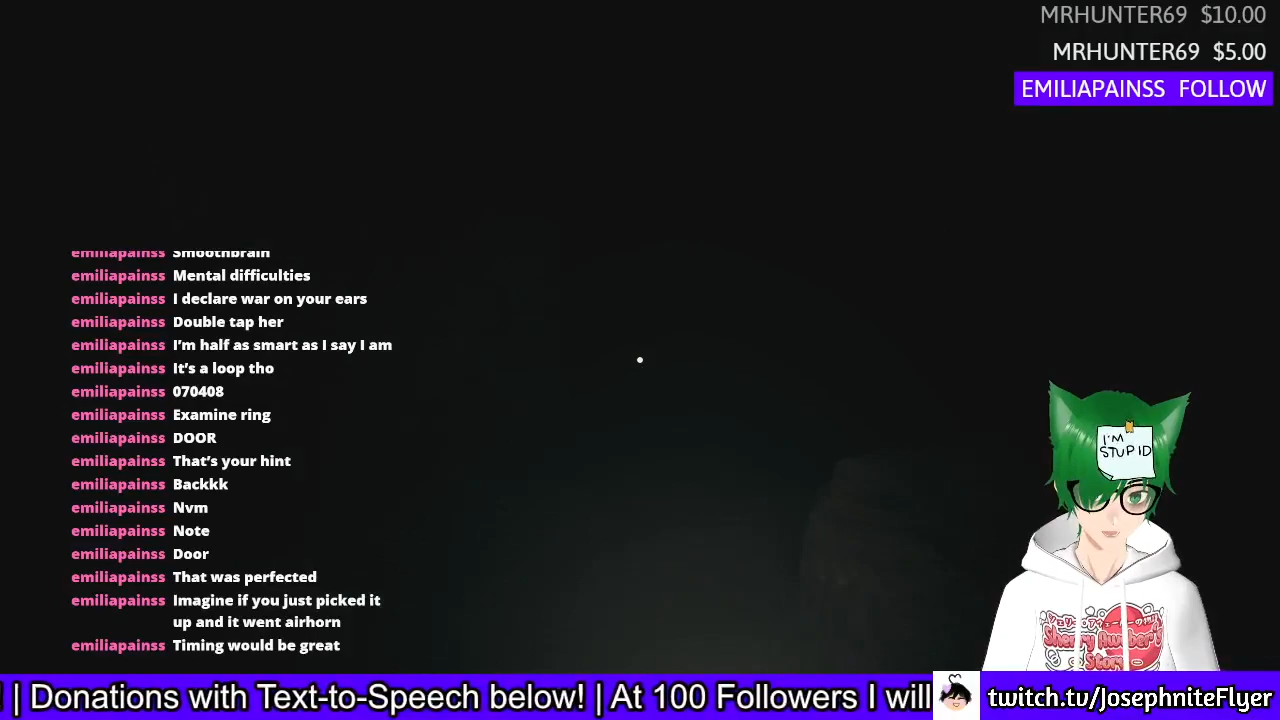 MRHUNTER69 $10.00
MRHUNTER69 $5.00
EMILIAPAINSS FOLLOW
emiliapainss Smoothbrain
emiliapainss Mental difficulties
emiliapainss I declare war on your ears
emiliapainss Double tap her
emiliapainss I’m half as smart as I say I am
emiliapainss It’s a loop tho
emiliapainss 070408
emiliapainss Examine ring
emiliapainss DOOR
emiliapainss That’s your hint
emiliapainss Backkk
emiliapainss Nvm
emiliapainss Note
emiliapainss Door
emiliapainss That was perfected
emiliapainss Imagine if you just picked it
up and it went airhorn
emiliapainss Timing would be great
I'M
STUPID
Sherry Awober's
Story
| Donations with Text-to-Speech below! | At 100 Followers I will
twitch.tv/JosephniteFlyer